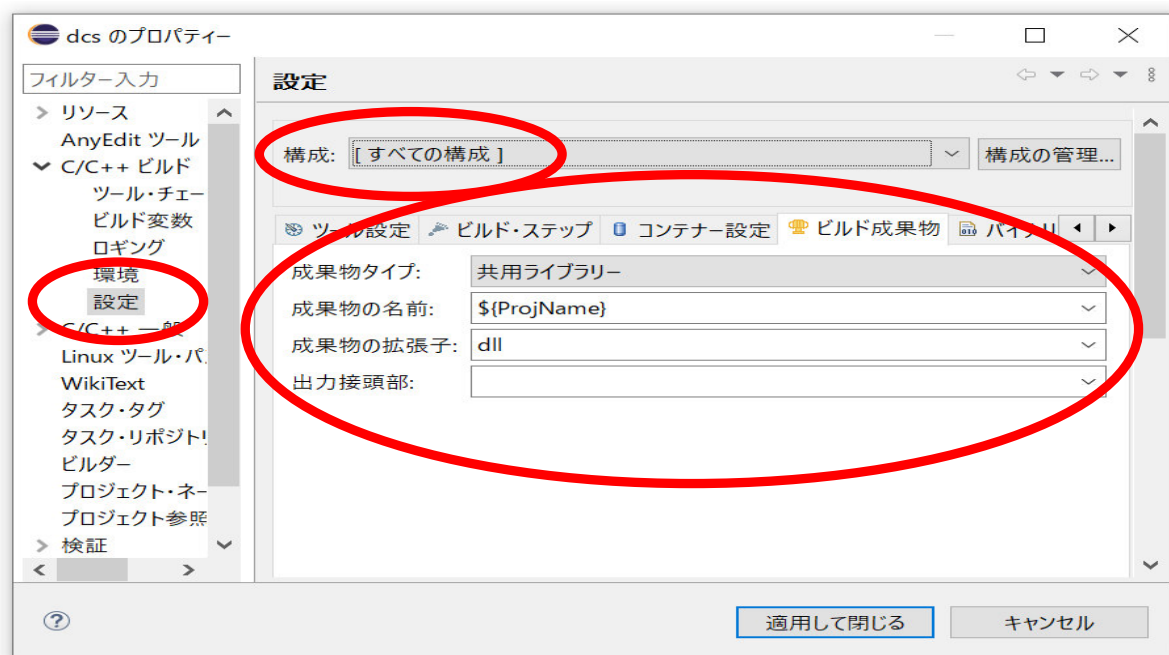 dcs のプロパティー
フィルター入力
リソース
AnyEdit ツール
C/C++ ビルド
ツール・チェー
ビルド変数
ロギング
環境
設定
C/C++ 一般
Linux ツール・パ
WikiText
タスク・タグ
タスク・リポジトリ
ビルダー
プロジェクト・ネー
プロジェクト参照
検証
設定
構成: [ すべての構成 ] 構成の管理...
ツール設定 ビルド・ステップ コンテナー設定 ビルド成果物 バイナリ
成果物タイプ: 共用ライブラリー
成果物の名前: ${ProjName}
成果物の拡張子: dll
出力接頭部:
適用して閉じる キャンセル